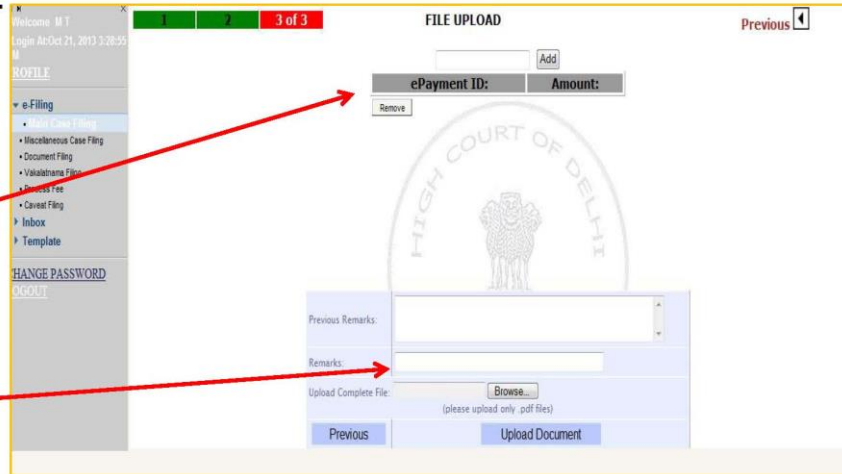 Welcome M T
Login At:Oct 21, 2013 3:28:55
M
ROFILE
e-Filing
Main Case Filing
Miscellaneous Case Filing
Document Filing
Vakalatnama Filing
Process Fee
Caveat Filing
Inbox
Template
HANGE PASSWORD
OGOUT
1 2 3 of 3 FILE UPLOAD Previous
Add
ePayment ID: Amount:
Remove
HIGH COURT OF DELHI
Previous Remarks:
Remarks:
Upload Complete File: Browse...
(please upload only .pdf files)
Previous Upload Document